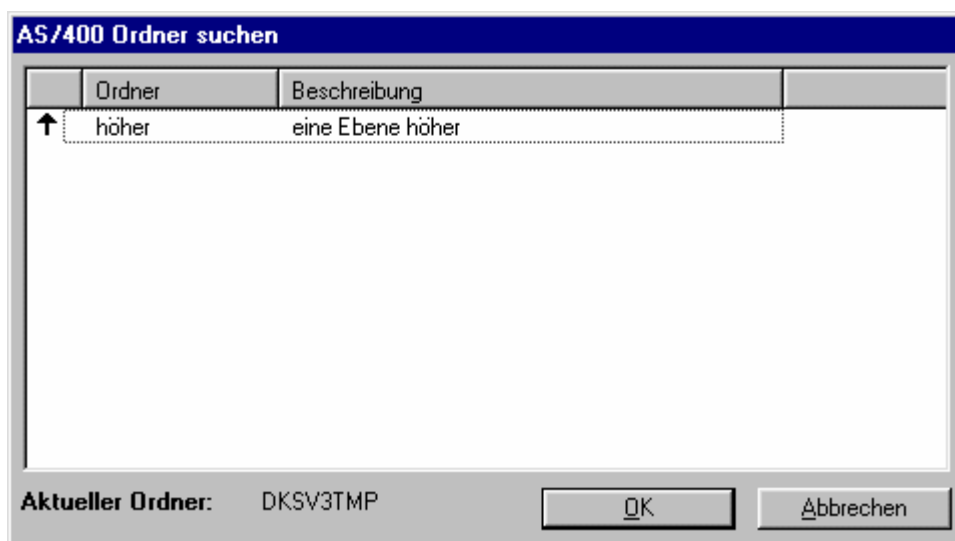 AS/400 Ordner suchen
Ordner Beschreibung
höher eine Ebene höher
Aktueller Ordner: DKSV3TMP OK Abbrechen